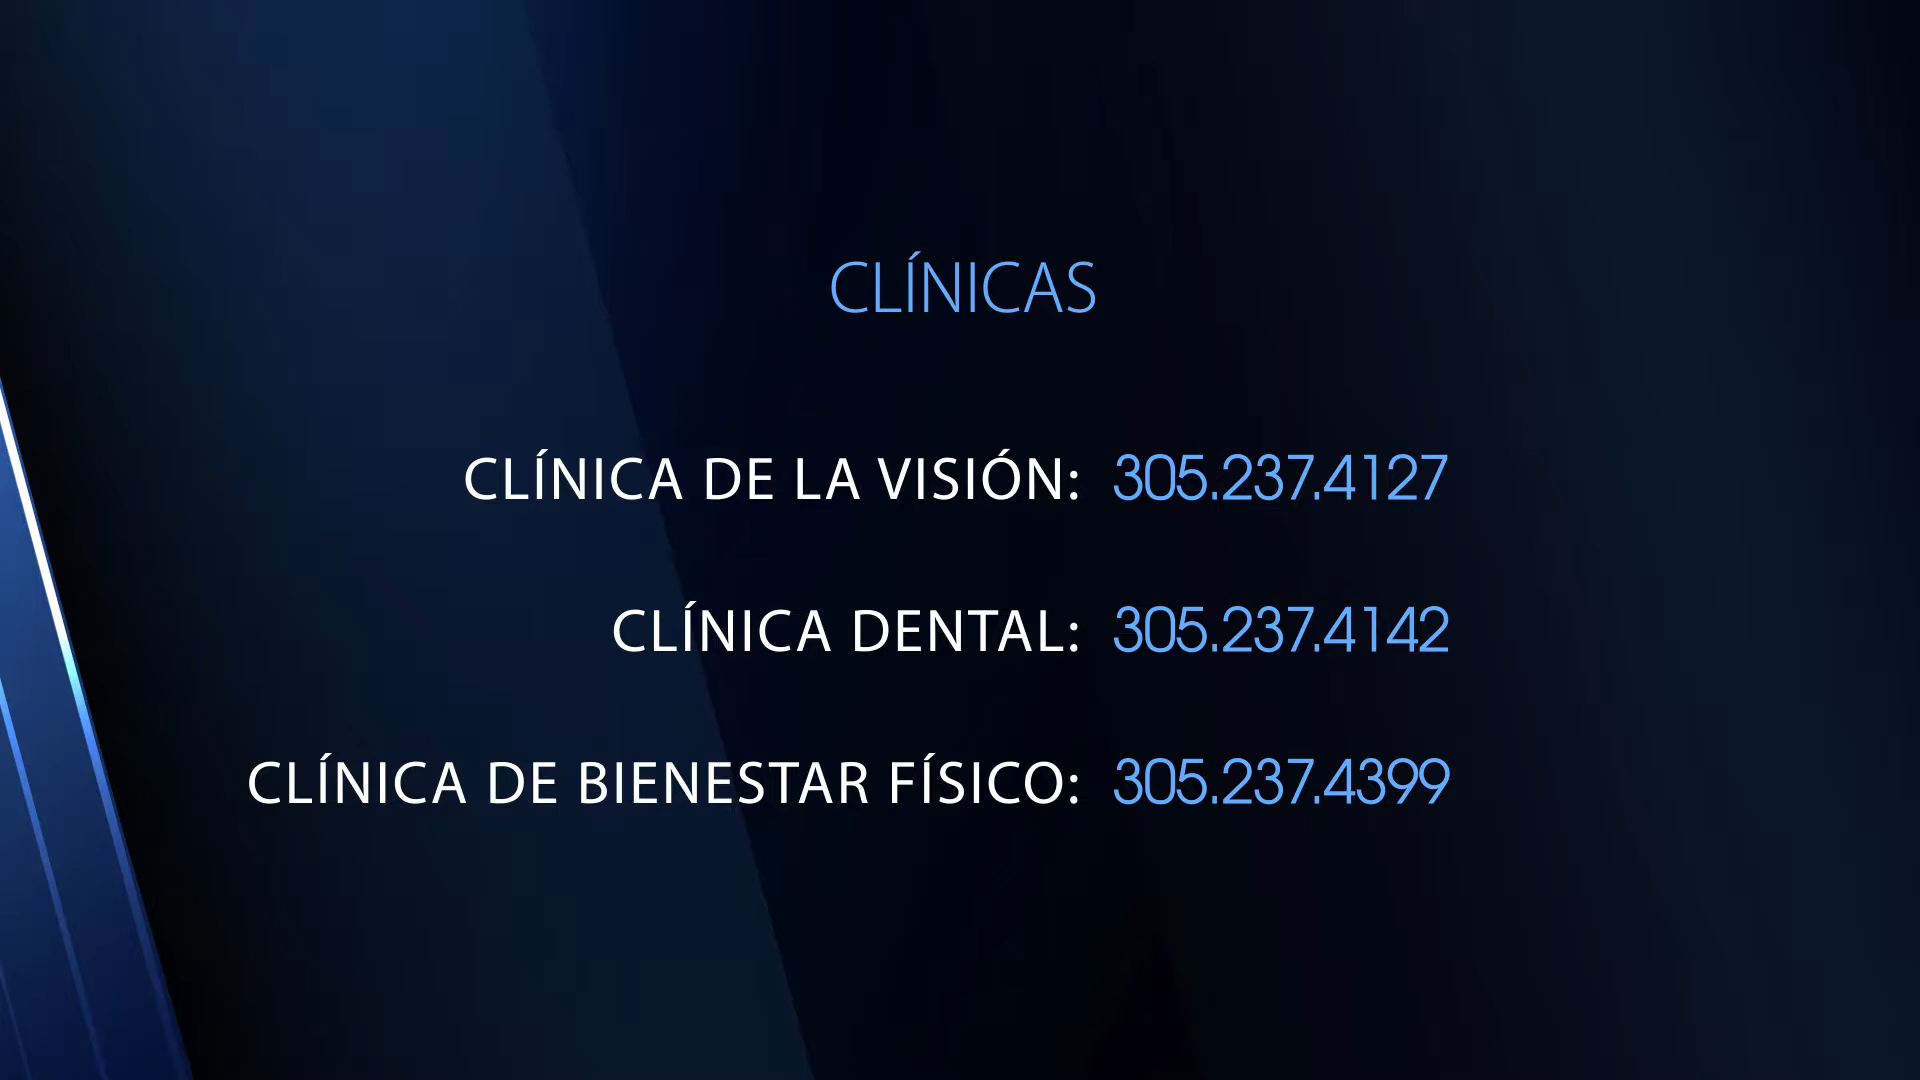 CLÍNICAS
CLÍNICA DE LA VISIÓN: 305.237.4127
CLÍNICA DENTAL: 305.237.4142
CLÍNICA DE BIENESTAR FÍSICO: 305.237.4399